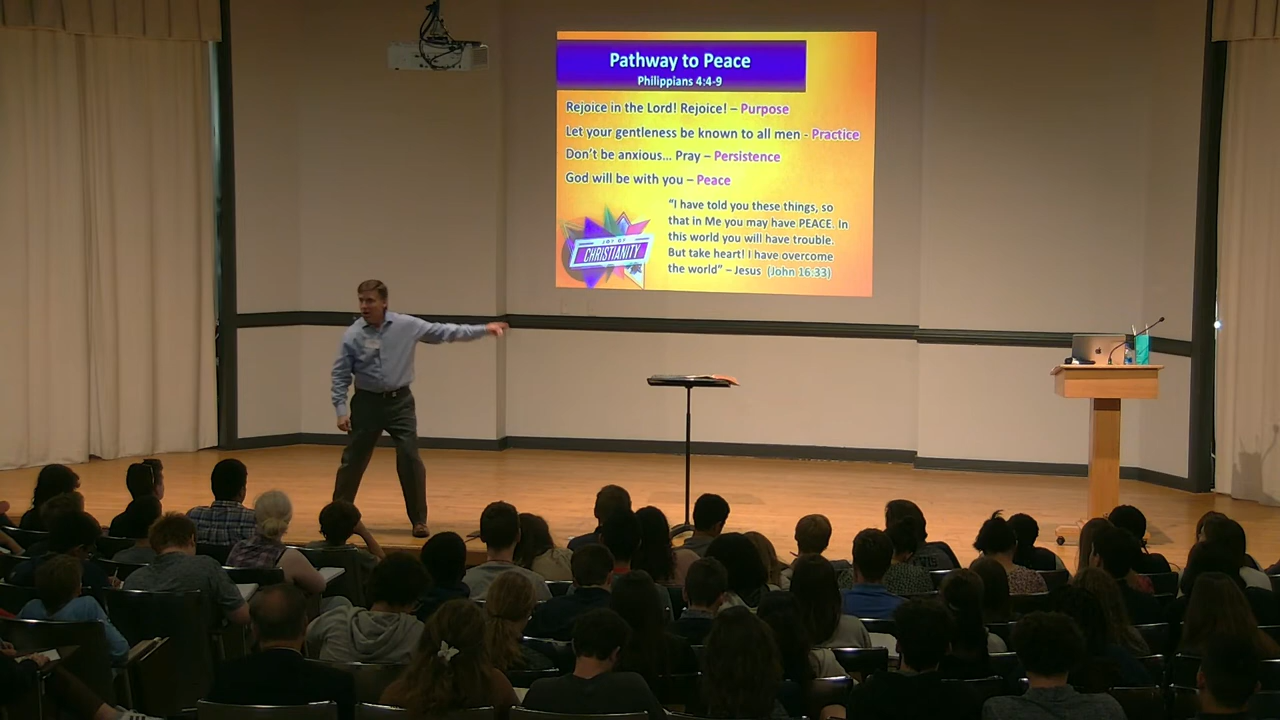 Pathway to Peace
Philippians 4:4-9
Rejoice in the Lord! Rejoice! – Purpose
Let your gentleness be known to all men - Practice
Don't be anxious... Pray – Persistence
God will be with you – Peace
"I have told you these things, so
that in Me you may have PEACE. In
this world you will have trouble.
But take heart! I have overcome
the world" – Jesus (John 16:33)
JOY OF
CHRISTIANITY